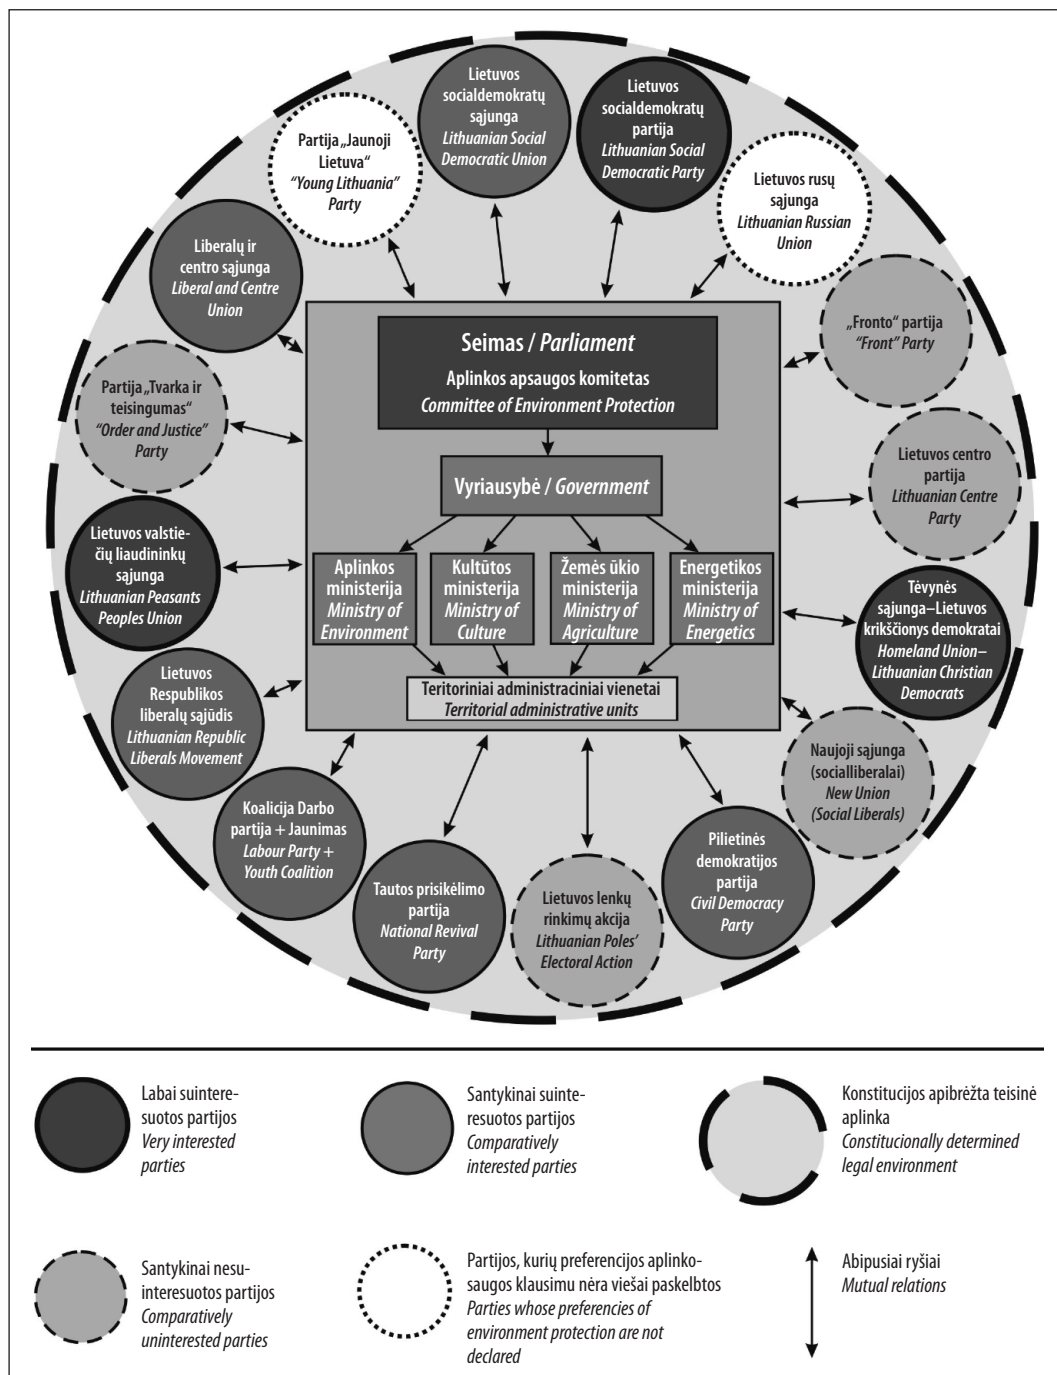 Lietuvos
socialdemokratų
sąjunga
Lithuanian Social
Democratic Union
Lietuvos
socialdemokratų
partija
Lithuanian Social
Democratic Party
Partija „Jaunoji
Lietuva“
“Young Lithuania”
Party
Lietuvos rusų
sąjunga
Lithuanian Russian
Union
Liberalų ir
centro sąjunga
Liberal and Centre
Union
„Fronto“ partija
“Front” Party
Partija „Tvarka ir
teisingumas“
“Order and Justice”
Party
Lietuvos centro
partija
Lithuanian Centre
Party
Lietuvos valstie-
čių liaudininkų
sąjunga
Lithuanian Peasants
Peoples Union
Tėvynės
sąjunga–Lietuvos
krikščionys demokratai
Homeland Union–
Lithuanian Christian
Democrats
Lietuvos
Respublikos
liberalų sąjūdis
Lithuanian Republic
Liberals Movement
Naujoji sąjunga
(socialliberalai)
New Union
(Social Liberals)
Koalicija Darbo
partija + Jaunimas
Labour Party +
Youth Coalition
Tautos prisikėlimo
partija
National Revival
Party
Lietuvos lenkų
rinkimų akcija
Lithuanian Poles’
Electoral Action
Pilietinės
demokratijos
partija
Civil Democracy
Party
Seimas / Parliament
Aplinkos apsaugos komitetas
Committee of Environment Protection
Vyriausybė / Government
Aplinkos
ministerija
Ministry of
Environment
Kultūtos
ministerija
Ministry of
Culture
Žemės ūkio
ministerija
Ministry of
Agriculture
Energetikos
ministerija
Ministry of
Energetics
Teritoriniai administraciniai vienetai
Territorial administrative units
Labai suintere-
suotos partijos
Very interested
parties
Santykinai suinte-
resuotos partijos
Comparatively
interested parties
Konstitucijos apibrėžta teisinė
aplinka
Constitucionally determined
legal environment
Santykinai nesu-
interesuotos partijos
Comparatively
uninterested parties
Partijos, kurių preferencijos aplinko-
saugos klausimu nėra viešai paskelbtos
Parties whose preferencies of
environment protection are not
declared
Abipusiai ryšiai
Mutual relations